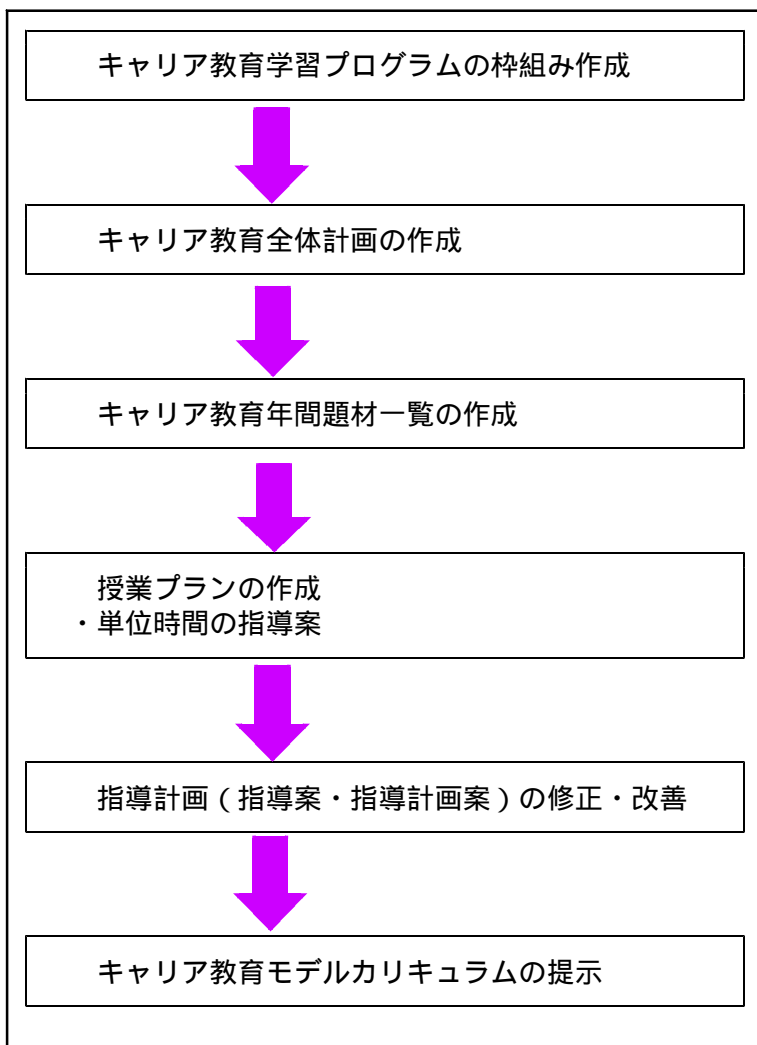 キャリア教育学習プログラムの枠組み作成
キャリア教育全体計画の作成
キャリア教育年間題材一覧の作成
授業プランの作成
・単位時間の指導案
指導計画（指導案・指導計画案）の修正・改善
キャリア教育モデルカリキュラムの提示